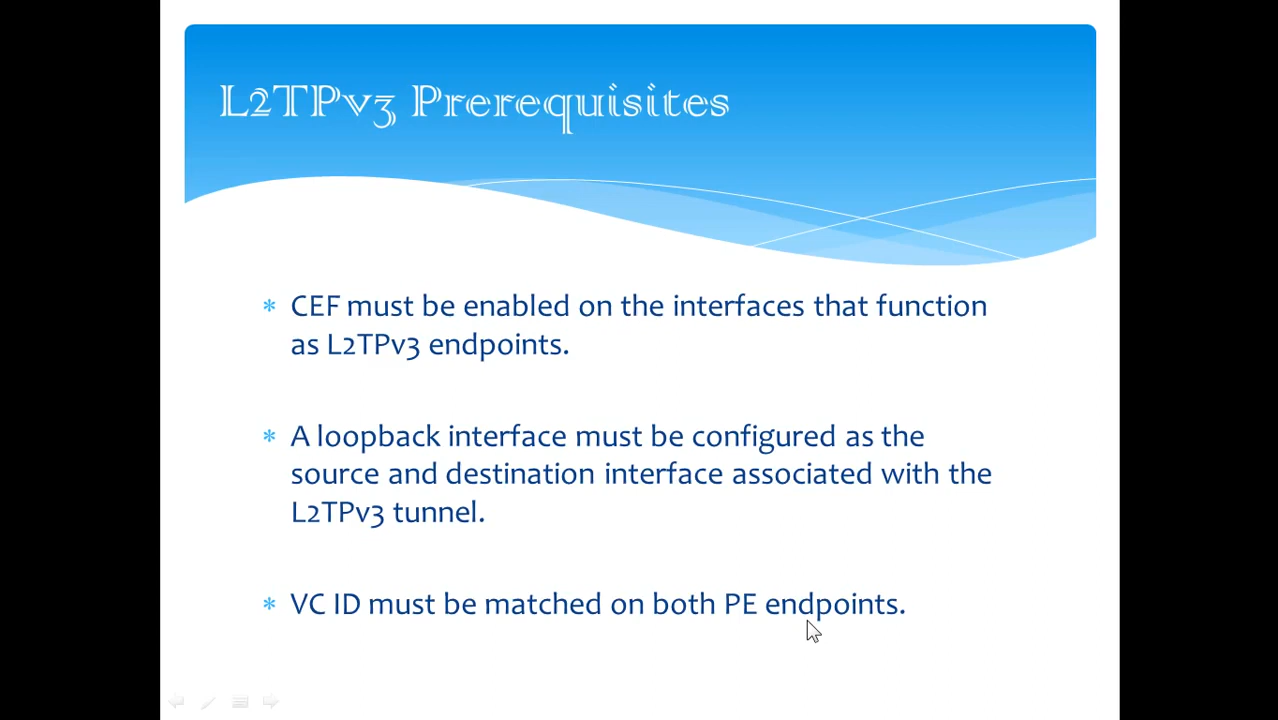 L2TPv3 Prerequisites
* CEF must be enabled on the interfaces that function
as L2TPv3 endpoints.
* A loopback interface must be configured as the
source and destination interface associated with the
L2TPv3 tunnel.
* VC ID must be matched on both PE endpoints.